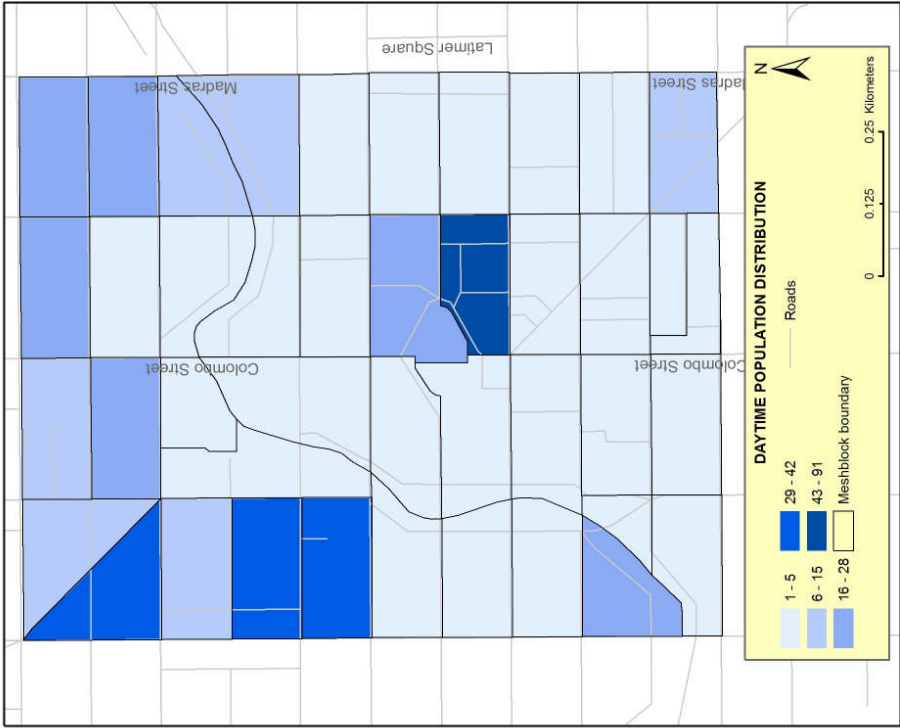 Latimer Square
Madras Street
Madras Street
Colombo Street
Colombo Street
DAYTIME POPULATION DISTRIBUTION
N
1 - 5
6 - 15
16 - 28
29 - 42
43 - 91
Meshblock boundary
Roads
0 0.125 0.25 Kilometers